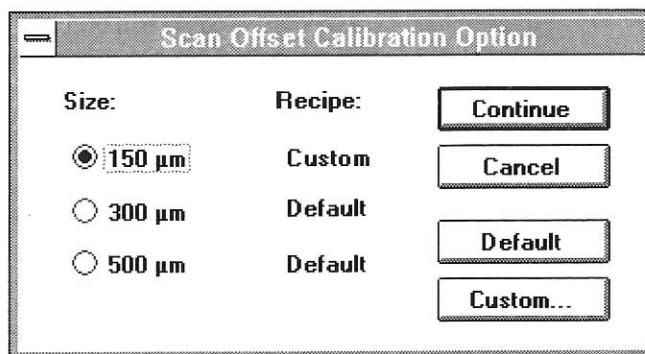 Scan Offset Calibration Option
Size:
Recipe:
Continue
150 µm
Custom
Cancel
300 µm
Default
500 µm
Default
Default
Custom...